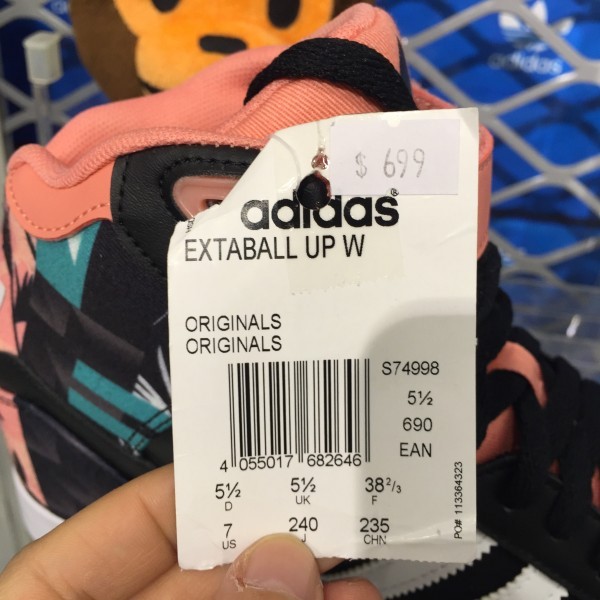 $ 699
adidas®
EXTABALL UP W
ORIGINALS
ORIGINALS
S74998
5½
690
EAN
4 055017 682646
5½ 5½ 38²/₃
D UK F
7 240 235
US J CHN
PO# 113364323
adidas